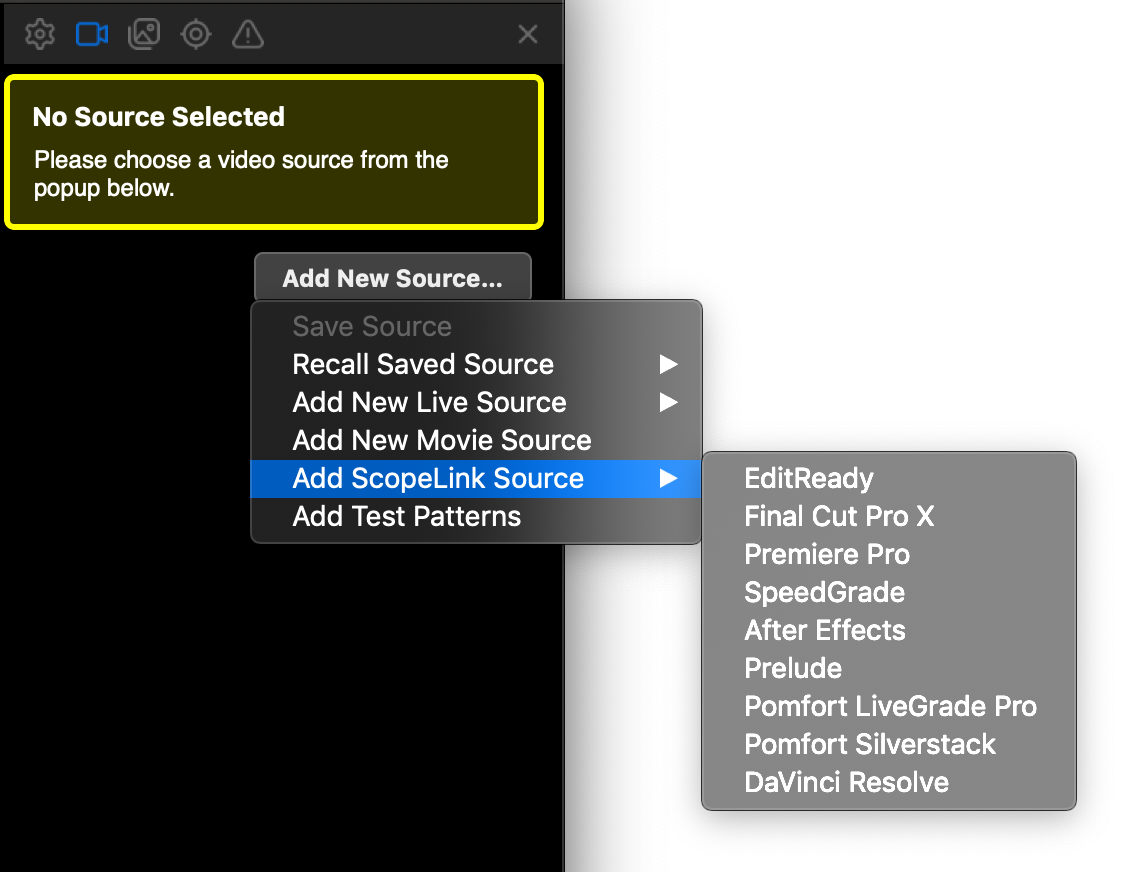 No Source Selected
Please choose a video source from the
popup below.
Add New Source...
Save Source
Recall Saved Source
Add New Live Source
Add New Movie Source
Add ScopeLink Source
Add Test Patterns
EditReady
Final Cut Pro X
Premiere Pro
SpeedGrade
After Effects
Prelude
Pomfort LiveGrade Pro
Pomfort Silverstack
DaVinci Resolve